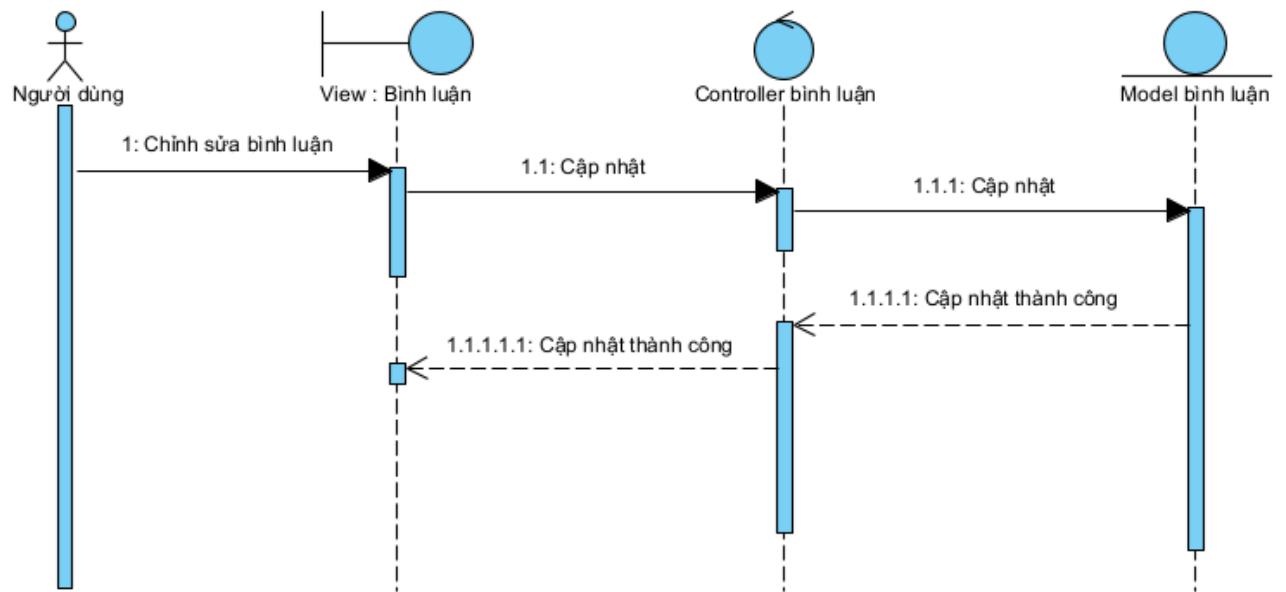 Người dùng
View : Bình luận
Controller bình luận
Model bình luận
1: Chỉnh sửa bình luận
1.1: Cập nhật
1.1.1: Cập nhật
1.1.1.1: Cập nhật thành công
1.1.1.1.1: Cập nhật thành công